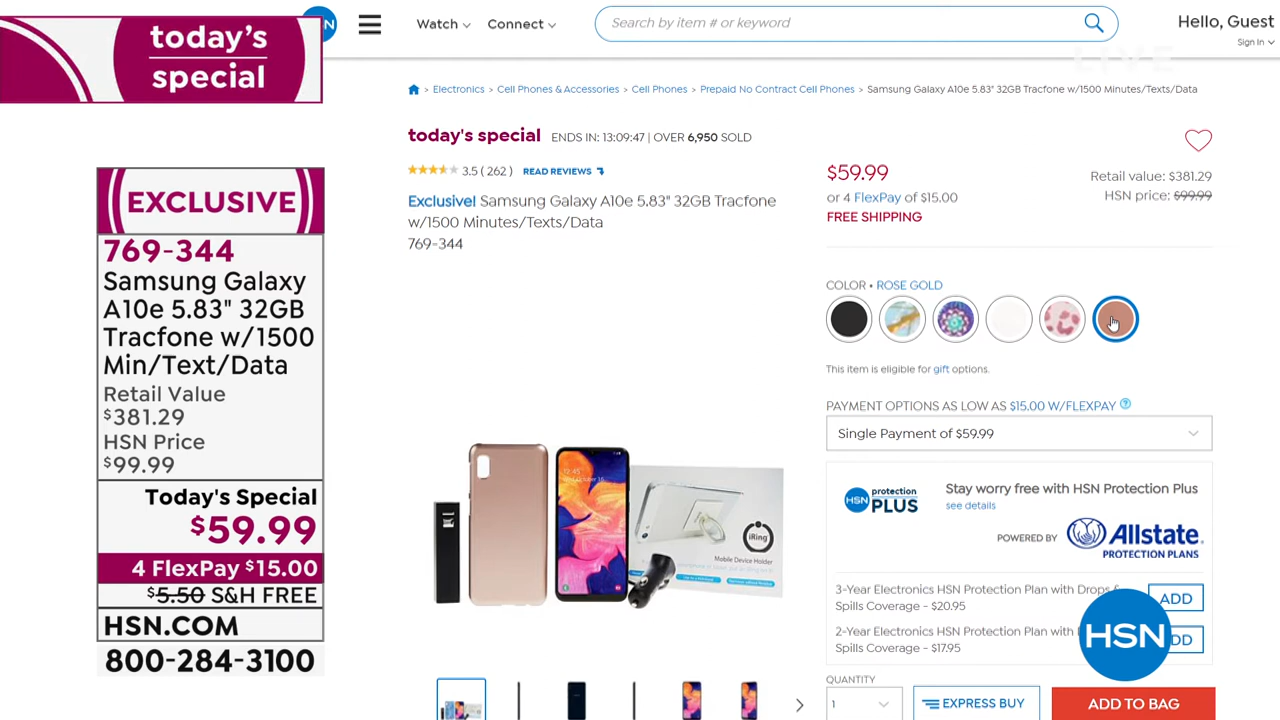 today's
special
EXCLUSIVE
769-344
Samsung Galaxy
A10e 5.83" 32GB
Tracfone w/1500
Min/Text/Data
Retail Value
$381.29
HSN Price
$99.99
Today's Special
$59.99
4 FlexPay $15.00
$5.50 S&H FREE
HSN.COM
800-284-3100
Watch
Connect
Search by item # or keyword
Hello, Guest
Sign In
LIVE
> Electronics > Cell Phones & Accessories > Cell Phones > Prepaid No Contract Cell Phones > Samsung Galaxy A10e 5.83" 32GB Tracfone w/1500 Minutes/Texts/Data
today's special ENDS IN: 13:09:47 | OVER 6,950 SOLD
3.5 ( 262 ) READ REVIEWS
Exclusive! Samsung Galaxy A10e 5.83" 32GB Tracfone
w/1500 Minutes/Texts/Data
769-344
12:45
iRing
Mobile Device Holder
$59.99
or 4 FlexPay of $15.00
FREE SHIPPING
Retail value: $381.29
HSN price: $99.99
COLOR • ROSE GOLD
This item is eligible for gift options.
PAYMENT OPTIONS AS LOW AS $15.00 W/FLEXPAY ?
Single Payment of $59.99
HSN protection PLUS
Stay worry free with HSN Protection Plus
see details
POWERED BY Allstate.
PROTECTION PLANS
3-Year Electronics HSN Protection Plan with Drops &
Spills Coverage - $20.95
ADD
2-Year Electronics HSN Protection Plan with
Spills Coverage - $17.95
HSN
QUANTITY
1
EXPRESS BUY
ADD TO BAG